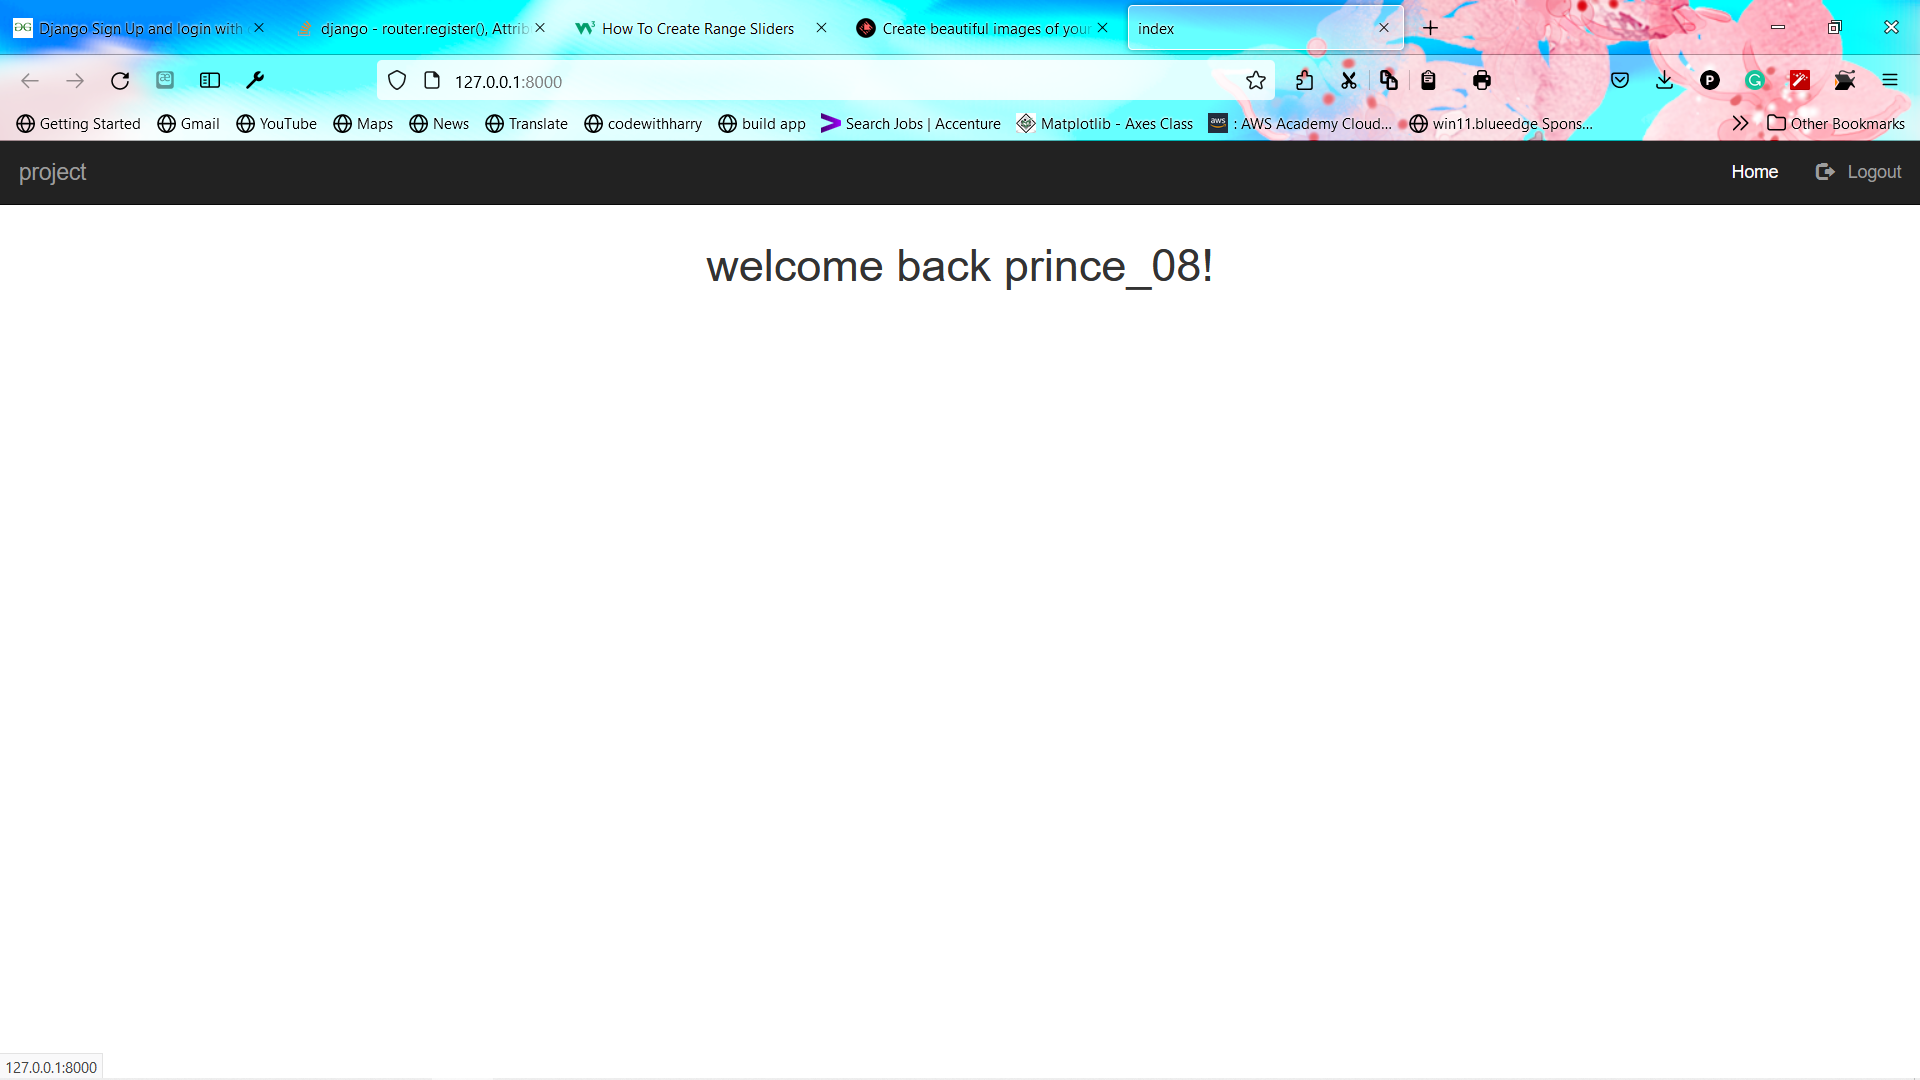 Django Sign Up and login with
django - router.register(), Attrib
How To Create Range Sliders
Create beautiful images of your
index
127.0.0.1:8000
Getting Started
Gmail
YouTube
Maps
News
Translate
codewithharry
build app
Search Jobs | Accenture
Matplotlib - Axes Class
aws : AWS Academy Cloud...
win11.blueedge Spons...
Other Bookmarks
project
Home
Logout
welcome back prince_08!
127.0.0.1:8000